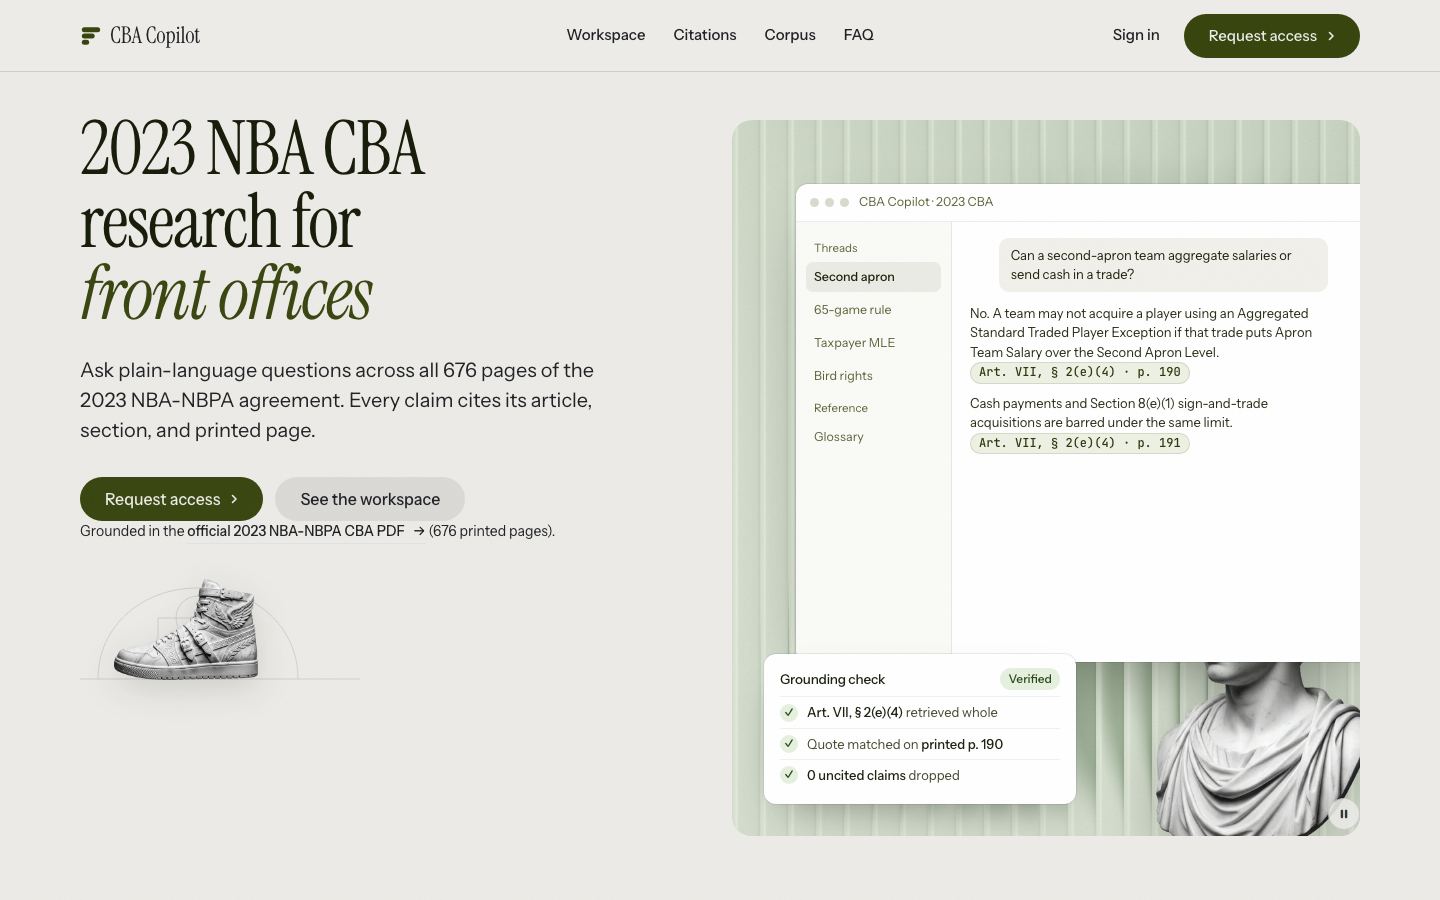 CBA Copilot
Workspace
Citations
Corpus
FAQ
Sign in
Request access
2023 NBA CBA
research for
front offices
Ask plain-language questions across all 676 pages of the
2023 NBA-NBPA agreement. Every claim cites its article,
section, and printed page.
Request access
See the workspace
Grounded in the official 2023 NBA-NBPA CBA PDF → (676 printed pages).
CBA Copilot · 2023 CBA
Threads
Second apron
65-game rule
Taxpayer MLE
Bird rights
Reference
Glossary
Can a second-apron team aggregate salaries or
send cash in a trade?
No. A team may not acquire a player using an Aggregated
Standard Traded Player Exception if that trade puts Apron
Team Salary over the Second Apron Level.
Art. VII, § 2(e)(4) · p. 190
Cash payments and Section 8(e)(1) sign-and-trade
acquisitions are barred under the same limit.
Art. VII, § 2(e)(4) · p. 191
Grounding check
Verified
Art. VII, § 2(e)(4) retrieved whole
Quote matched on printed p. 190
0 uncited claims dropped